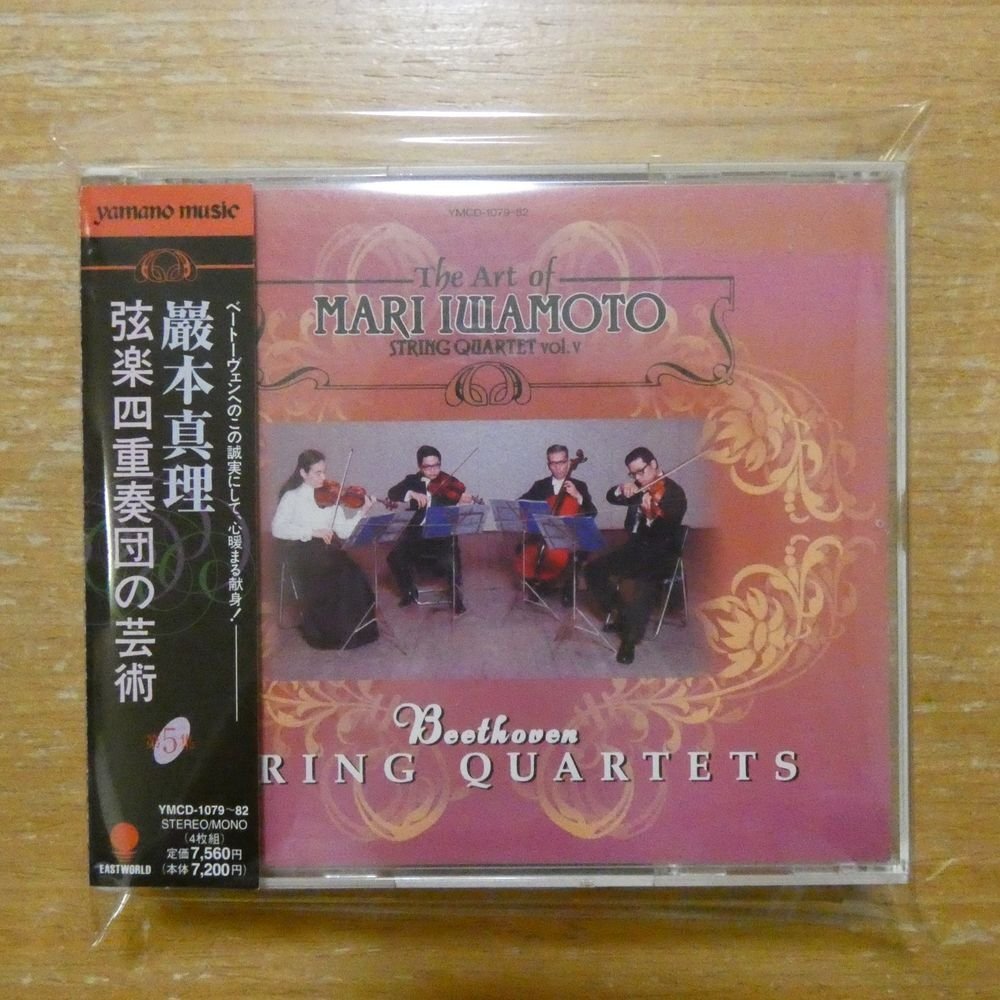 yamano music
ベートーヴェンへのこの誠実にして、心暖まる献身!
巖本真理
弦楽四重奏団の芸術
第5集
YMCD-1079~82
STEREO/MONO
(4枚組)
定価7,560円
(本体7,200円)
EASTWORLD
YMCD-1079~82
The Art of
MARI IWAMOTO
STRING QUARTET vol.V
Beethoven
RING QUARTETS